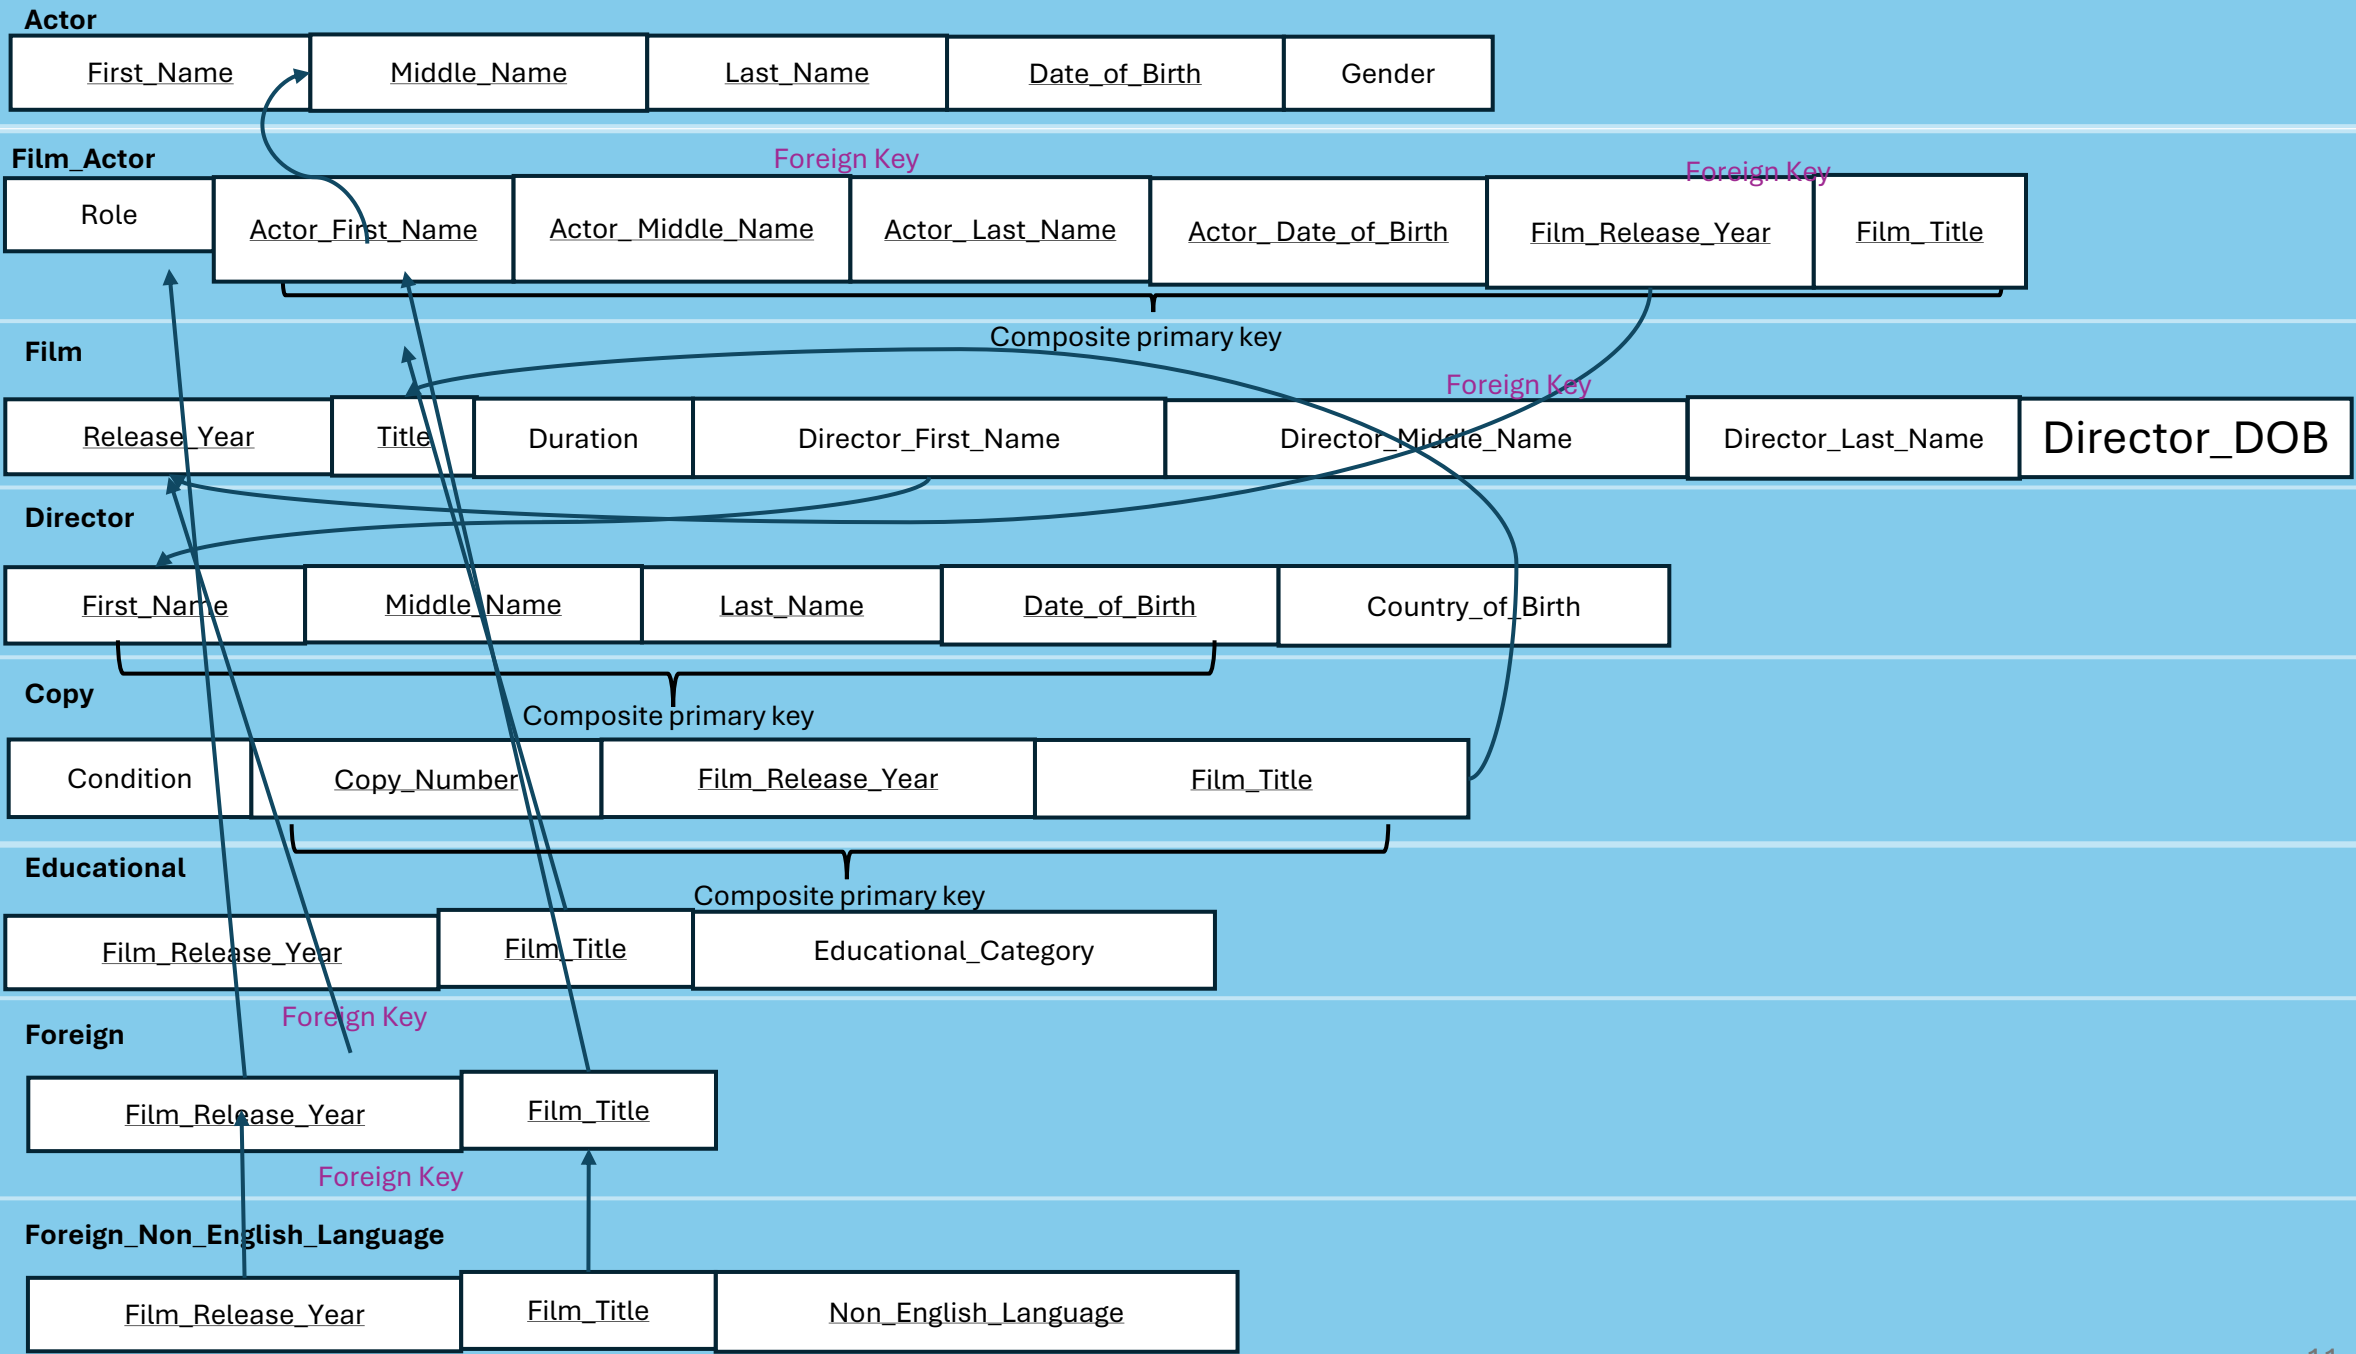 Actor
First_Name Middle_Name Last_Name Date_of_Birth Gender
Film_Actor Foreign Key Foreign Key
Role Actor_First_Name Actor_ Middle_Name Actor_ Last_Name Actor_ Date_of_Birth Film_Release_Year Film_Title
Composite primary key
Film
Foreign Key
Release_Year Title Duration Director_First_Name Director_Middle_Name Director_Last_Name Director_DOB
Director
First_Name Middle_Name Last_Name Date_of_Birth Country_of_Birth
Copy
Composite primary key
Condition Copy_Number Film_Release_Year Film_Title
Educational
Composite primary key
Film_Release_Year Film_Title Educational_Category
Foreign Key
Foreign
Film_Release_Year Film_Title
Foreign Key
Foreign_Non_English_Language
Film_Release_Year Film_Title Non_English_Language